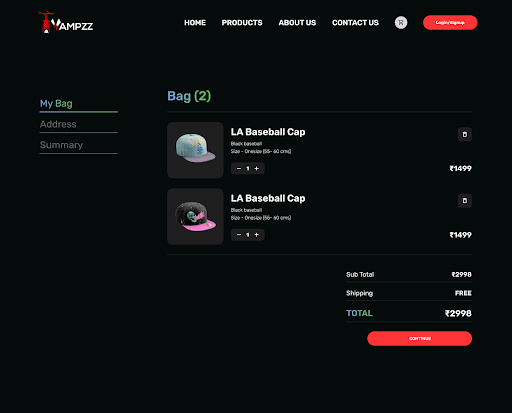 VAMPZZ
HOME
PRODUCTS
ABOUT US
CONTACT US
Login/Signup
My Bag
Address
Summary
Bag (2)
LA Baseball Cap
Black baseball
Size - Onesize (55- 60 cms)
− 1 +
₹1499
LA Baseball Cap
Black baseball
Size - Onesize (55- 60 cms)
− 1 +
₹1499
Sub Total ₹2998
Shipping FREE
TOTAL ₹2998
CONTINUE